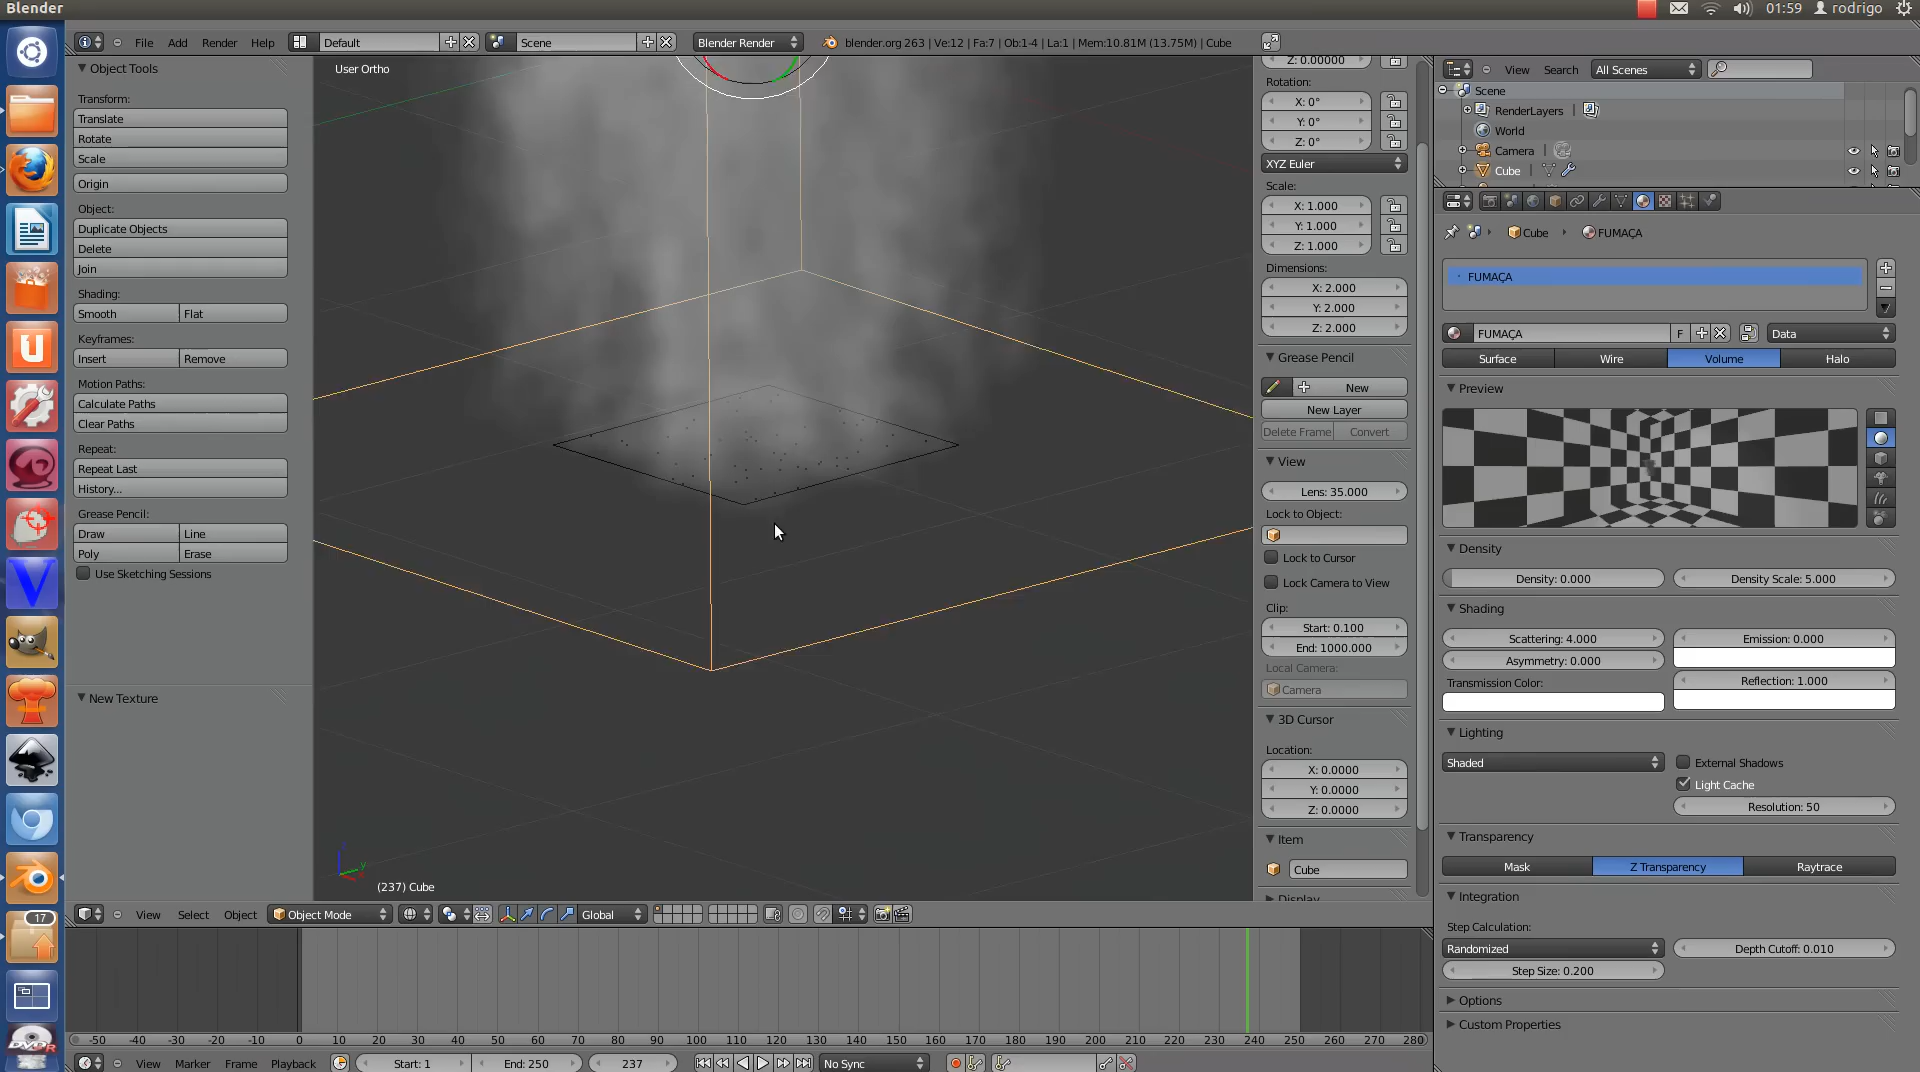 Blender
01:59
rodrigo
File
Add
Render
Help
Default
Scene
Blender Render
blender.org 263 | Ve:12 | Fa:7 | Ob:1-4 | La:1 | Mem:10.81M (13.75M) | Cube
Object Tools
Transform:
Translate
Rotate
Scale
Origin
Object:
Duplicate Objects
Delete
Join
Shading:
Smooth
Flat
Keyframes:
Insert
Remove
Motion Paths:
Calculate Paths
Clear Paths
Repeat:
Repeat Last
History...
Grease Pencil:
Draw
Line
Poly
Erase
Use Sketching Sessions
New Texture
17
User Ortho
(237) Cube
View
Select
Object
Object Mode
Global
Z: 0.00000
Rotation:
X: 0°
Y: 0°
Z: 0°
XYZ Euler
Scale:
X: 1.000
Y: 1.000
Z: 1.000
Dimensions:
X: 2.000
Y: 2.000
Z: 2.000
Grease Pencil
New
New Layer
Delete Frame
Convert
View
Lens: 35.000
Lock to Object:
Lock to Cursor
Lock Camera to View
Clip:
Start: 0.100
End: 1000.000
Local Camera:
Camera
3D Cursor
Location:
X: 0.0000
Y: 0.0000
Z: 0.0000
Item
Cube
Display
View
Search
All Scenes
Scene
RenderLayers
World
Camera
Cube
Cube
FUMAÇA
FUMAÇA
FUMAÇA
F
Data
Surface
Wire
Volume
Halo
Preview
Density
Density: 0.000
Density Scale: 5.000
Shading
Scattering: 4.000
Emission: 0.000
Asymmetry: 0.000
Transmission Color:
Reflection: 1.000
Lighting
Shaded
External Shadows
Light Cache
Resolution: 50
Transparency
Mask
Z Transparency
Raytrace
Integration
Step Calculation:
Randomized
Depth Cutoff: 0.010
Step Size: 0.200
Options
Custom Properties
-50 -40 -30 -20 -10 0 10 20 30 40 50 60 70 80 90 100 110 120 130 140 150 160 170 180 190 200 210 220 230 240 250 260 270 280
View
Marker
Frame
Playback
Start: 1
End: 250
237
No Sync